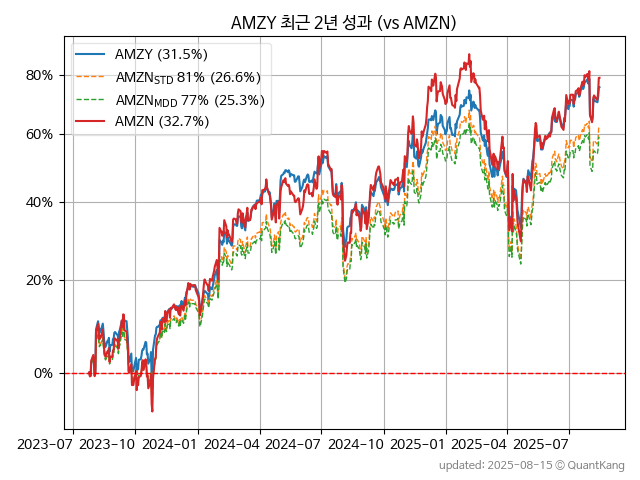 AMZY 최근 2년 성과 (vs AMZN)
AMZY (31.5%)
AMZN_STD 81% (26.6%)
AMZN_MDD 77% (25.3%)
AMZN (32.7%)
80%
60%
40%
20%
0%
2023-07 2023-10 2024-01 2024-04 2024-07 2024-10 2025-01 2025-04 2025-07
updated: 2025-08-15 © QuantKang